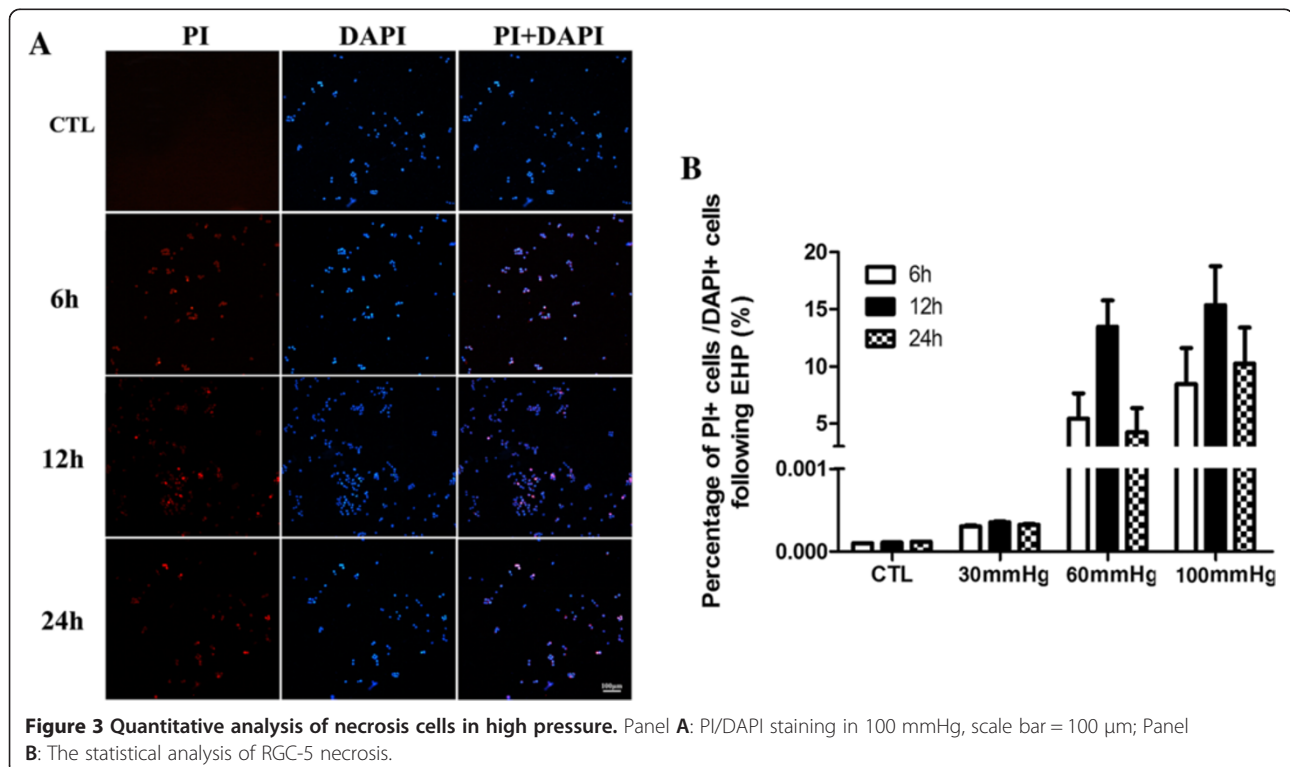 A
PI DAPI PI+DAPI
CTL
6h
12h
24h
100μm
B
Percentage of PI+ cells /DAPI+ cells
following EHP (%)
20
15
10
5
0.001
0.000
6h
12h
24h
CTL 30mmHg 60mmHg 100mmHg
Figure 3 Quantitative analysis of necrosis cells in high pressure. Panel A: PI/DAPI staining in 100 mmHg, scale bar = 100 μm; Panel
B: The statistical analysis of RGC-5 necrosis.